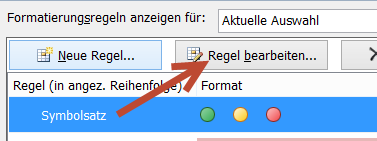 Formatierungsregeln anzeigen für: Aktuelle Auswahl
Neue Regel... Regel bearbeiten...
Regel (in angez. Reihenfolge) Format
Symbolsatz